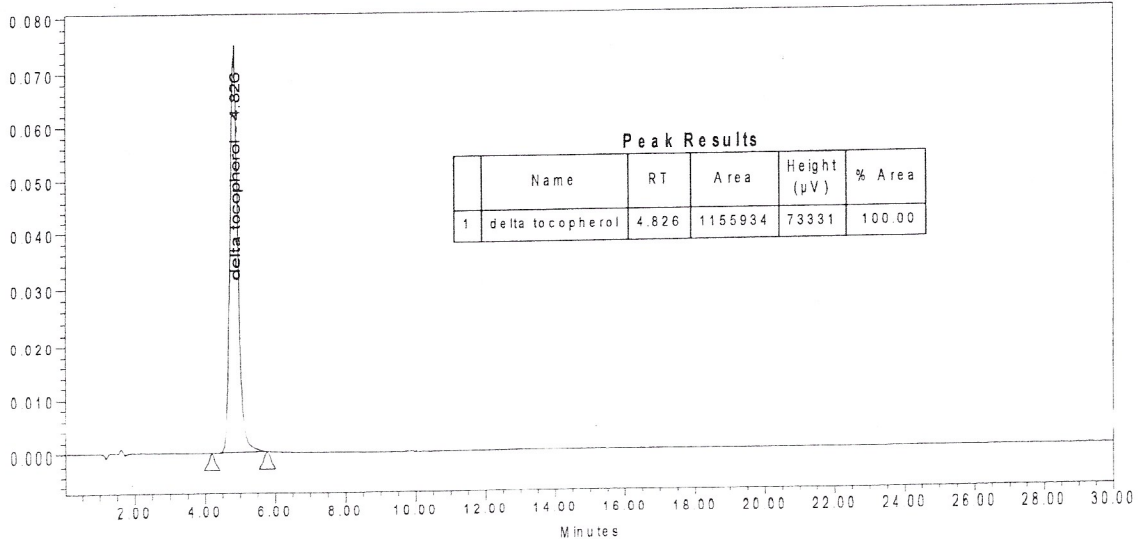 0.080
0.070
0.060
0.050
0.040
0.030
0.020
0.010
0.000
delta tocopherol - 4.826
Peak Results
Name RT Area Height (µV) % Area
1 delta tocopherol 4.826 1155934 73331 100.00
2.00 4.00 6.00 8.00 10.00 12.00 14.00 16.00 18.00 20.00 22.00 24.00 26.00 28.00 30.00
Minutes